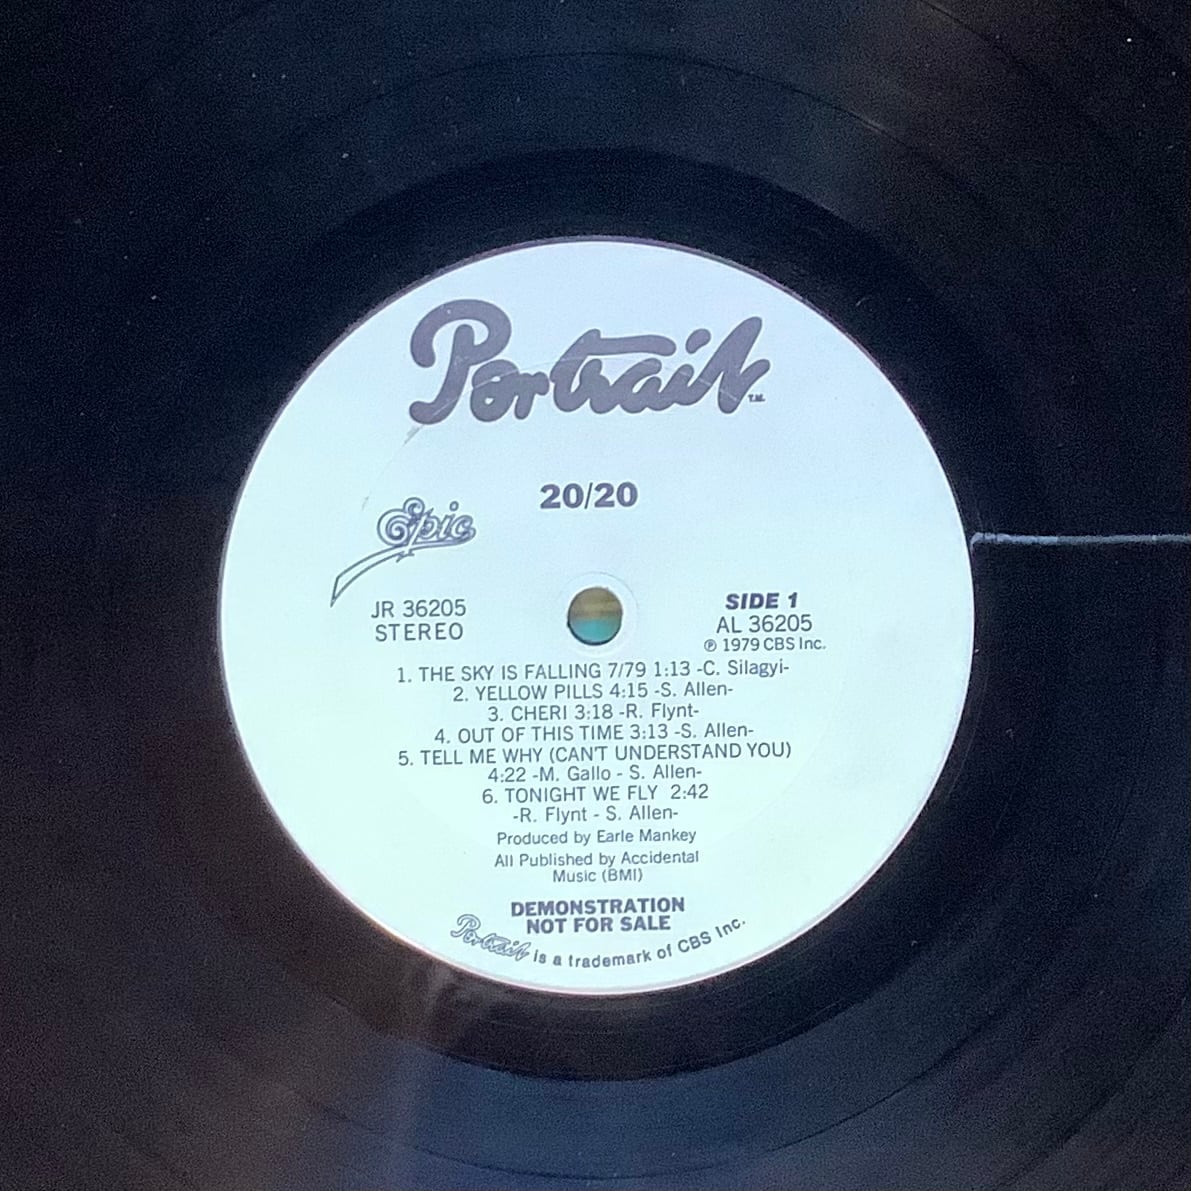 Portrait T.M.
20/20
Epic
JR 36205
STEREO
SIDE 1
AL 36205
℗ 1979 CBS Inc.
1. THE SKY IS FALLING 7/79 1:13 -C. Silagyi-
2. YELLOW PILLS 4:15 -S. Allen-
3. CHERI 3:18 -R. Flynt-
4. OUT OF THIS TIME 3:13 -S. Allen-
5. TELL ME WHY (CAN'T UNDERSTAND YOU)
4:22 -M. Gallo - S. Allen-
6. TONIGHT WE FLY 2:42
-R. Flynt - S. Allen-
Produced by Earle Mankey
All Published by Accidental
Music (BMI)
DEMONSTRATION
NOT FOR SALE
Portrait is a trademark of CBS Inc.